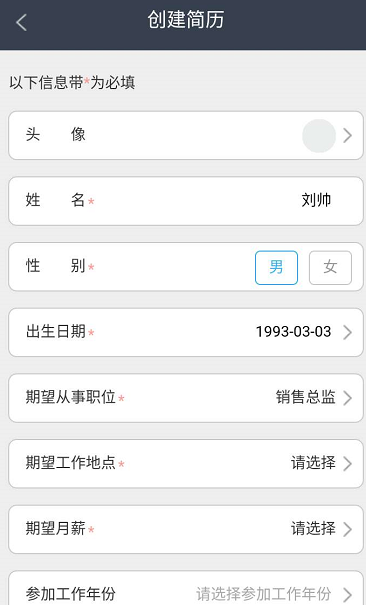 创建简历
以下信息带*为必填
头 像
姓 名* 刘帅
性 别* 男 女
出生日期* 1993-03-03
期望从事职位* 销售总监
期望工作地点* 请选择
期望月薪* 请选择
参加工作年份 请选择参加工作年份